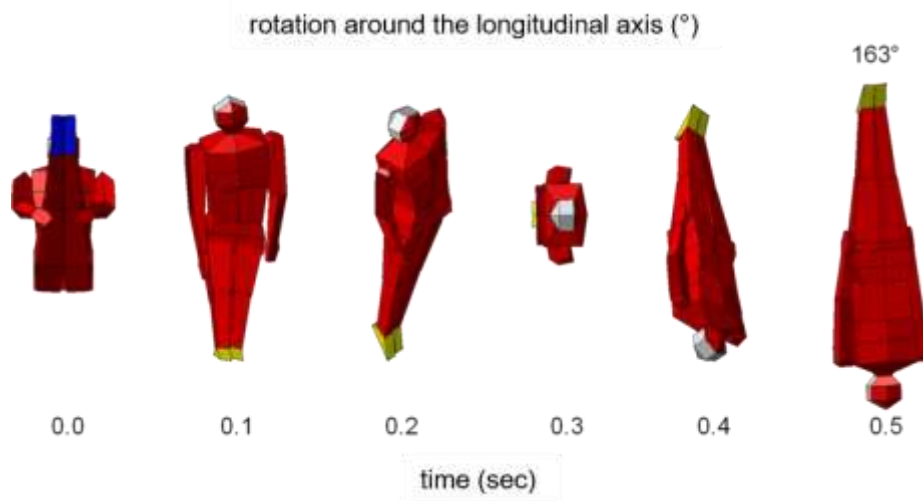 rotation around the longitudinal axis (°)
163°
0.0 0.1 0.2 0.3 0.4 0.5
time (sec)